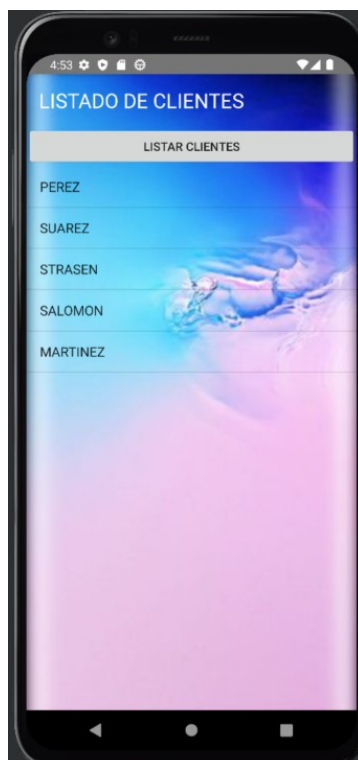 4:53
LISTADO DE CLIENTES
LISTAR CLIENTES
PEREZ
SUAREZ
STRASEN
SALOMON
MARTINEZ